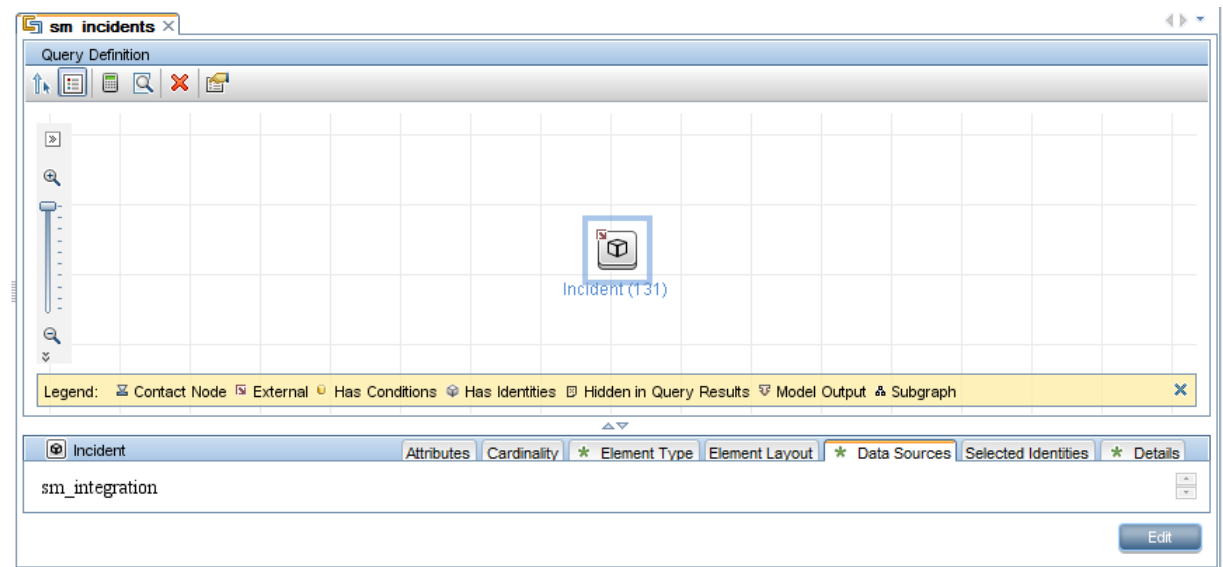 sm incidents
Query Definition
Incident (131)
Legend: Contact Node External Has Conditions Has Identities Hidden in Query Results Model Output Subgraph
Incident Attributes Cardinality * Element Type Element Layout * Data Sources Selected Identities * Details
sm_integration
Edit